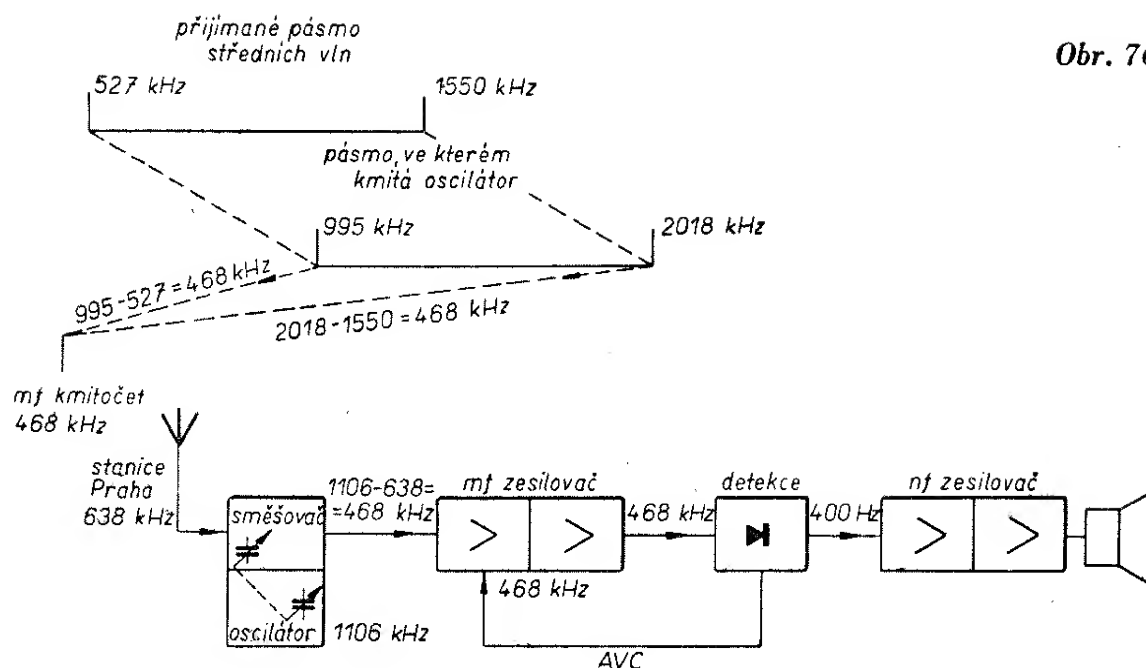 přijímané pásmo
středních vln
Obr. 76
527 kHz
1550 kHz
pásmo, ve kterém
kmitá oscilátor
995 kHz
2018 kHz
995-527=468 kHz
2018-1550=468 kHz
mf kmitočet
468 kHz
stanice
Praha
638 kHz
směšovač
1106-638=
=468 kHz
mf zesilovač
468 kHz
detekce
400 Hz
nf zesilovač
468 kHz
oscilátor
1106 kHz
AVC